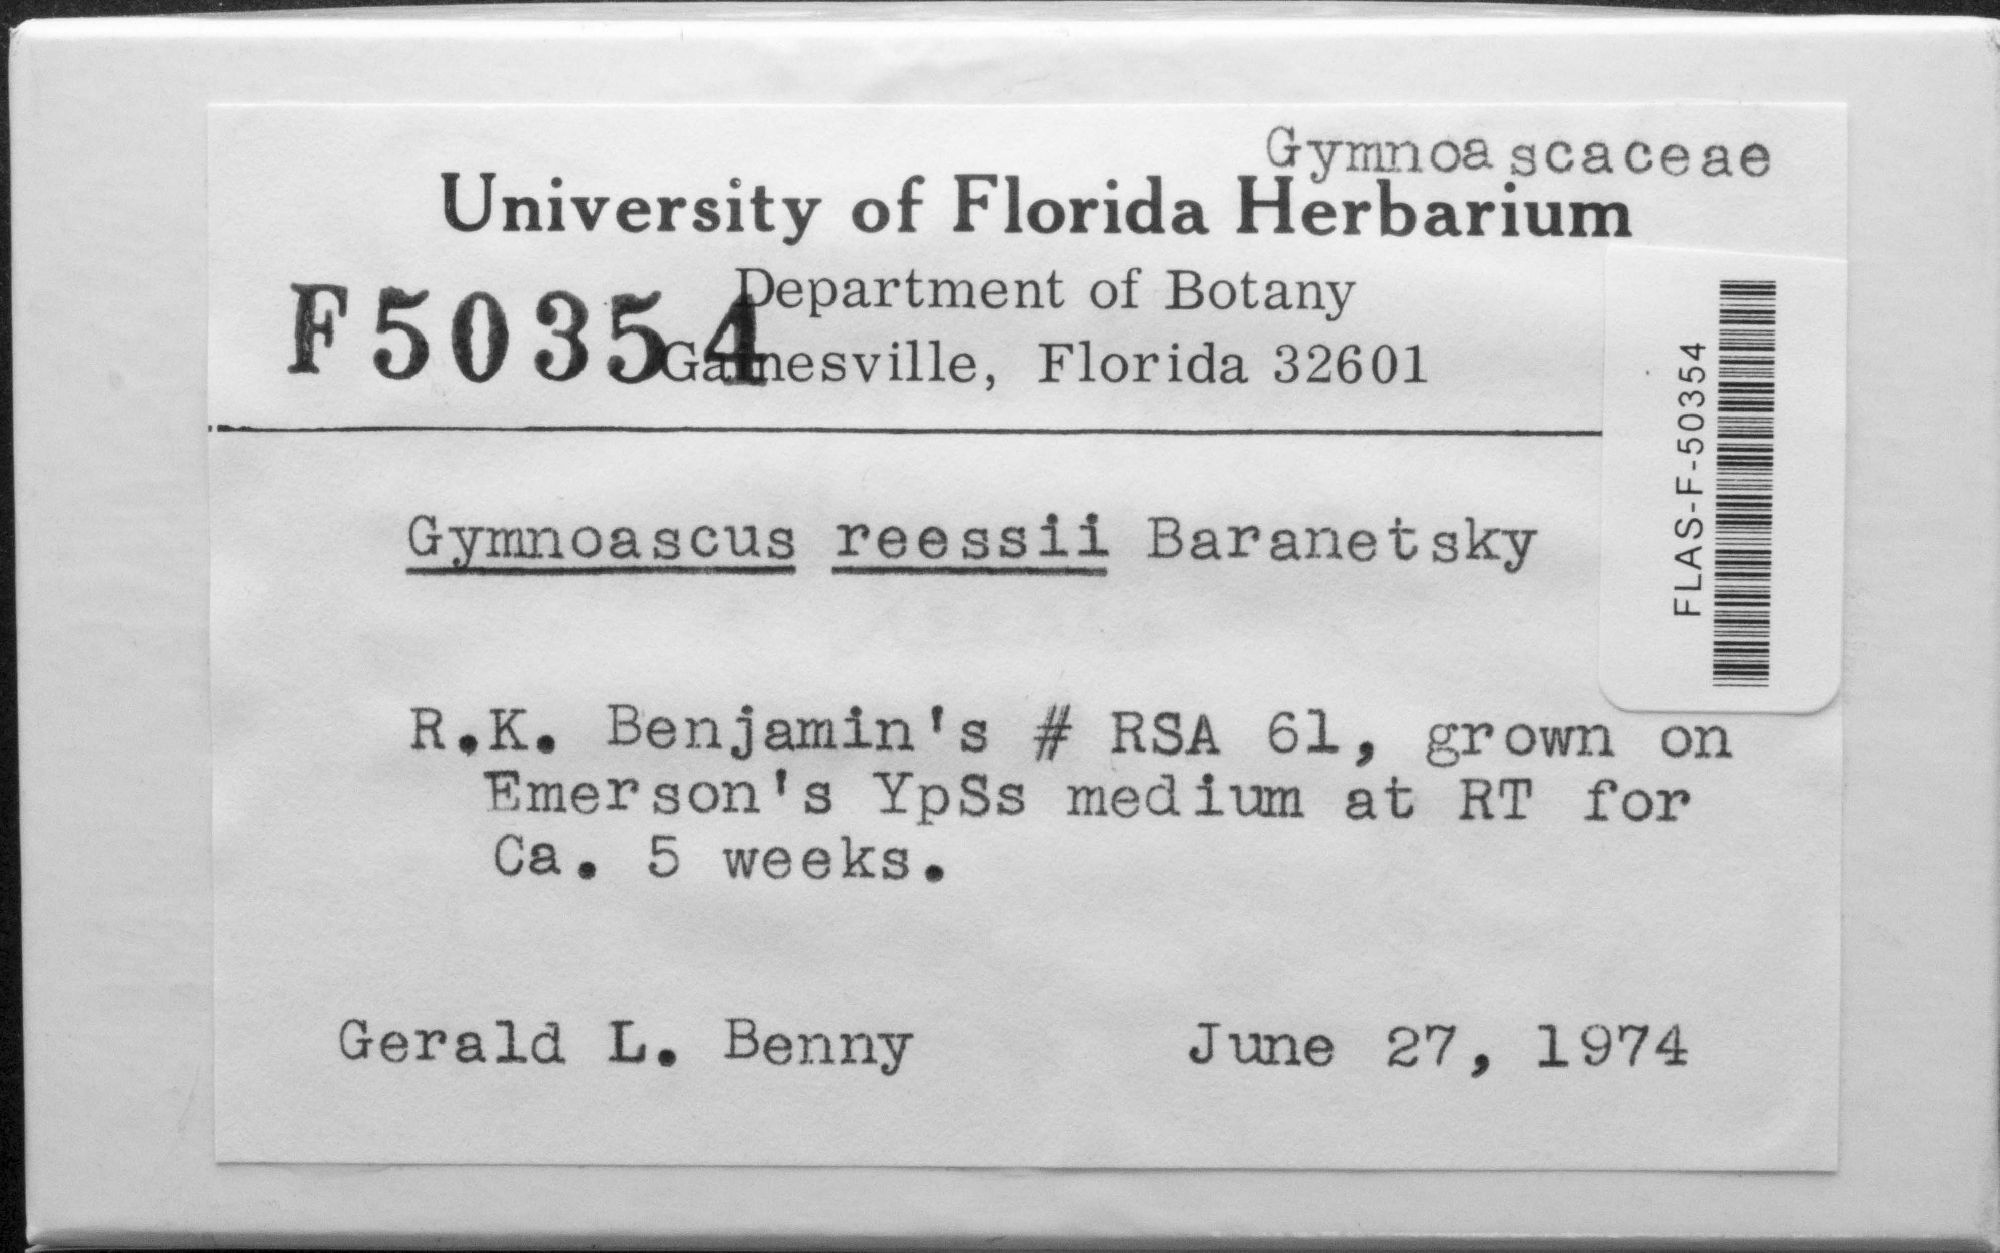 Gymnoascaceae
University of Florida Herbarium
Department of Botany
F50354
Gainesville, Florida 32601
FLAS-F-50354
Gymnoascus reessii Baranetsky
R.K. Benjamin's # RSA 61, grown on
Emerson's YpSs medium at RT for
Ca. 5 weeks.
Gerald L. Benny June 27, 1974